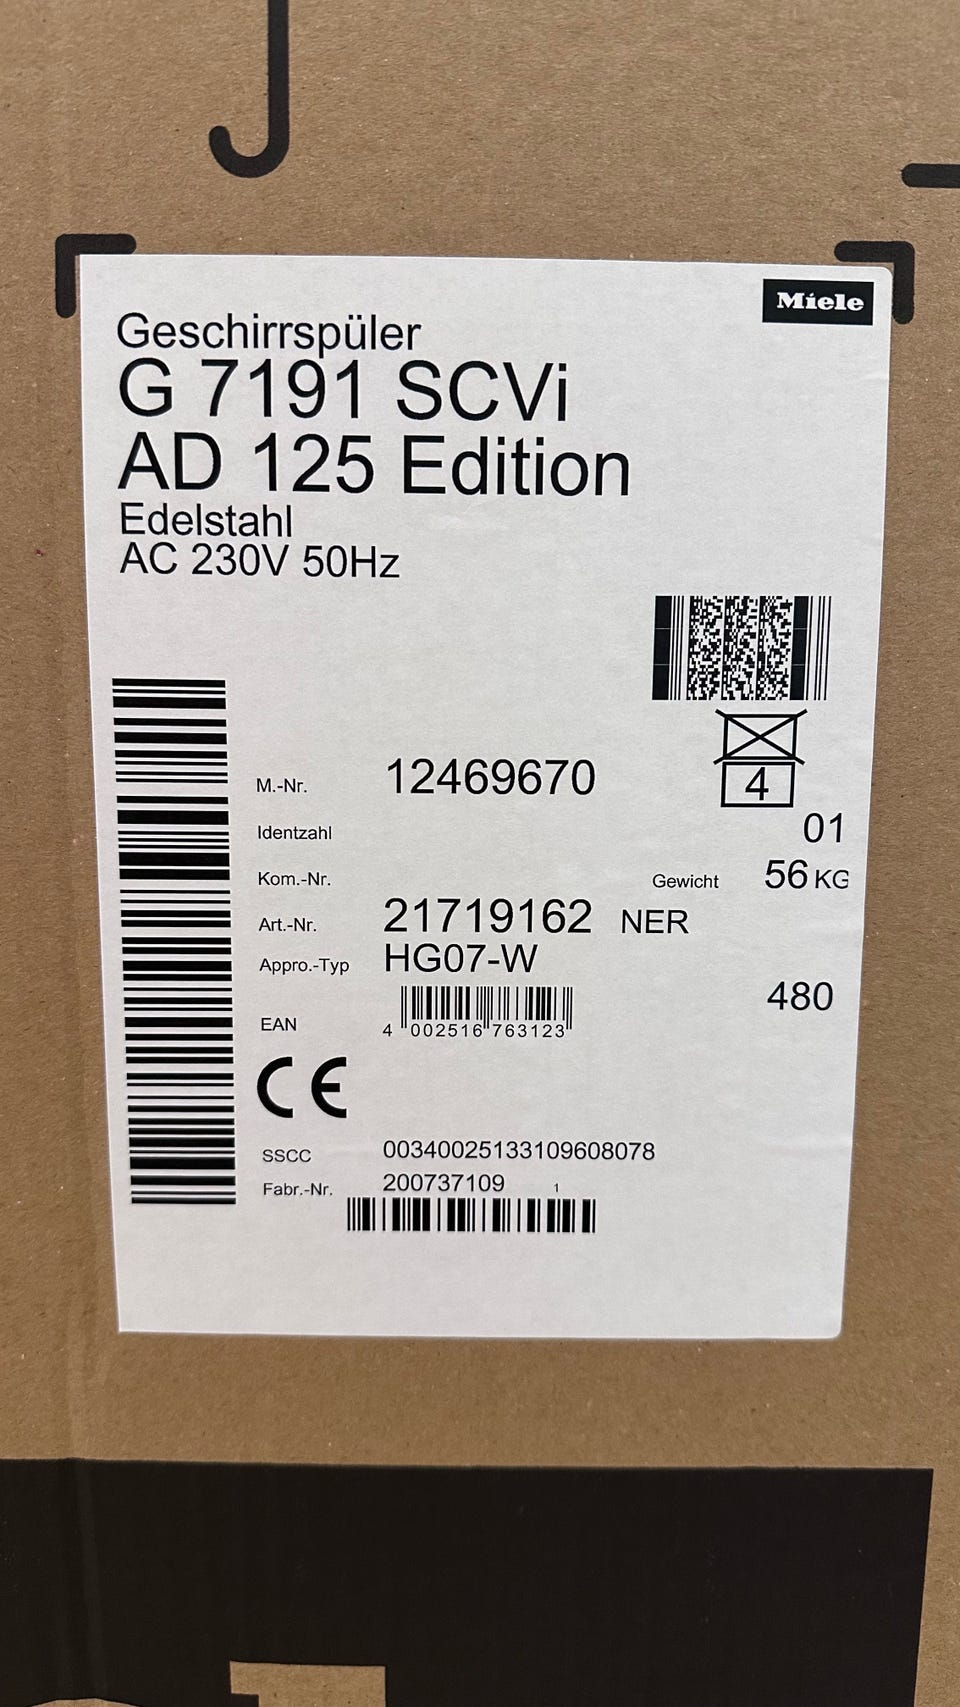 Miele
Geschirrspüler
G 7191 SCVi
AD 125 Edition
Edelstahl
AC 230V 50Hz
4
M.-Nr. 12469670
01
Identzahl
Kom.-Nr.
Gewicht 56 KG
Art.-Nr. 21719162 NER
Appro.-Typ HG07-W
480
EAN 4 002516 763123
CE
SSCC 00340025133109608078
Fabr.-Nr. 200737109 1